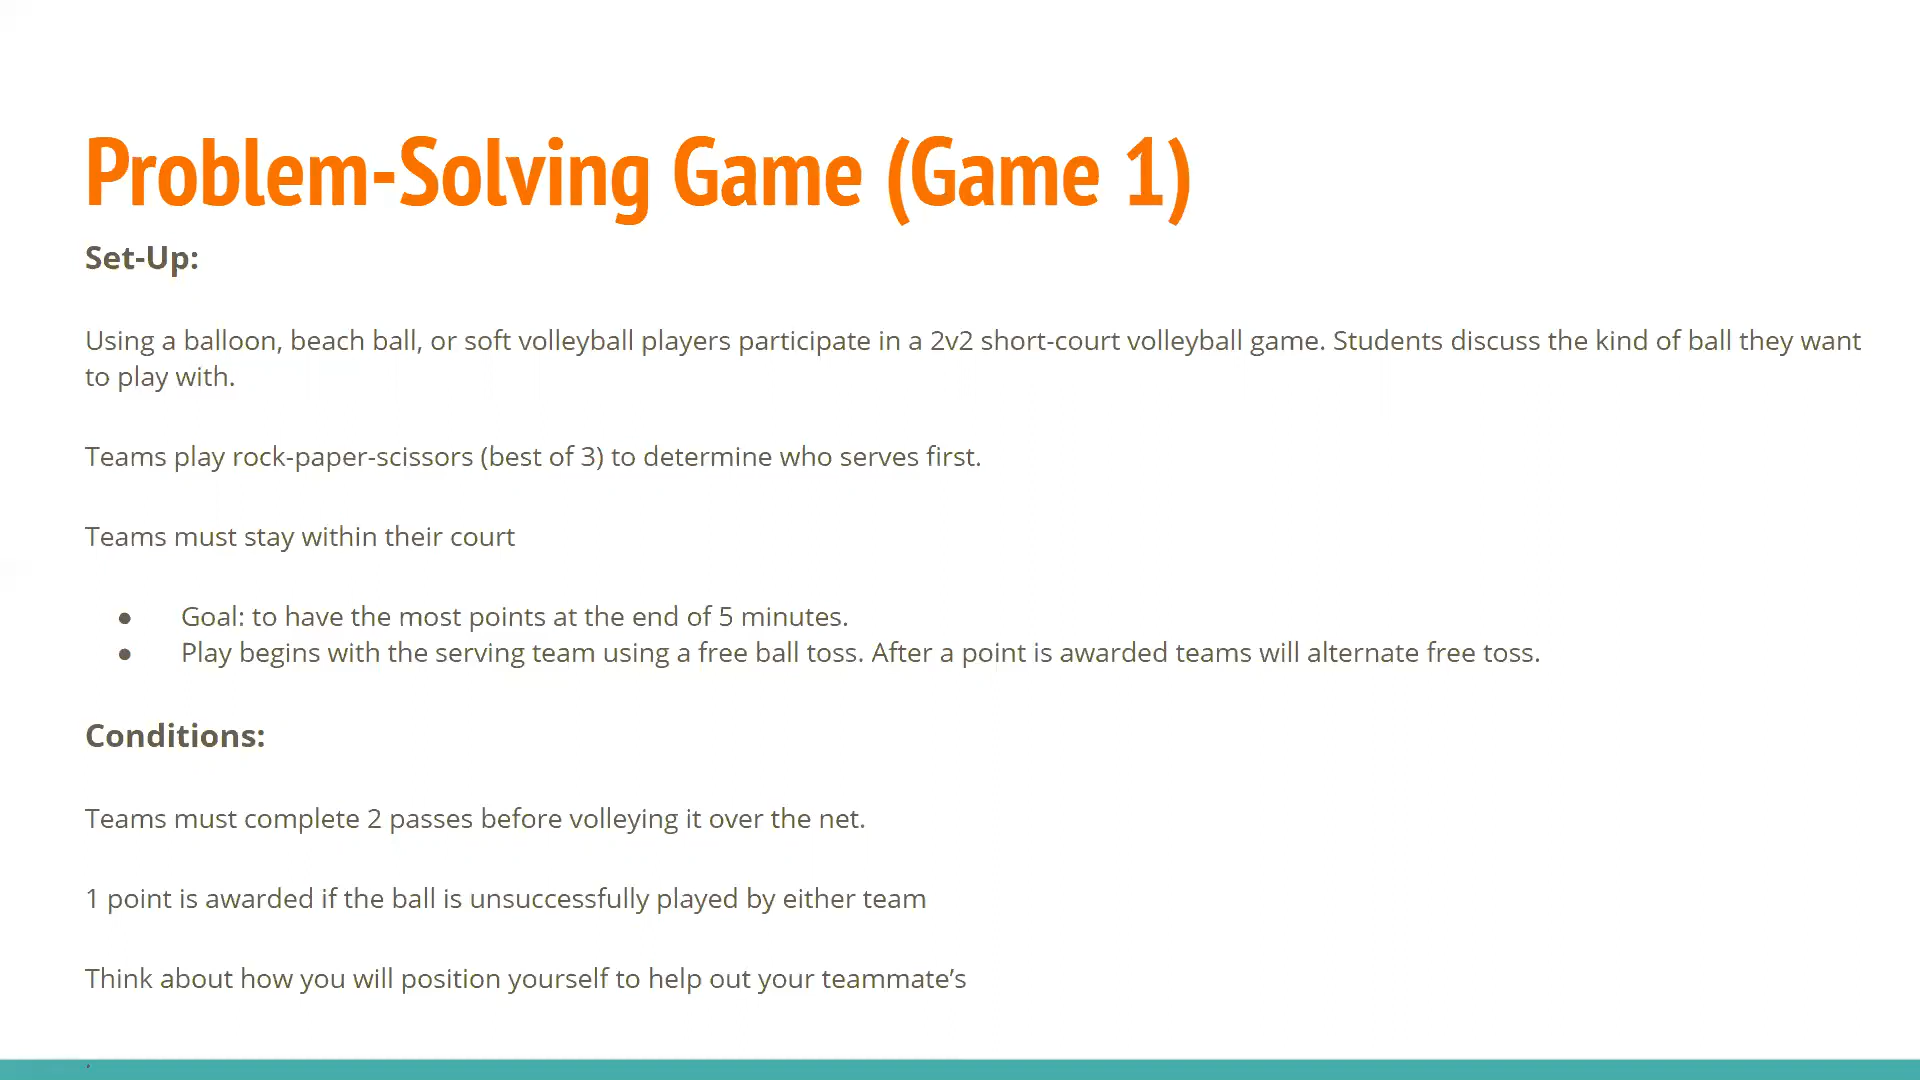 Problem-Solving Game (Game 1)
Set-Up:
Using a balloon, beach ball, or soft volleyball players participate in a 2v2 short-court volleyball game. Students discuss the kind of ball they want
to play with.
Teams play rock-paper-scissors (best of 3) to determine who serves first.
Teams must stay within their court
● Goal: to have the most points at the end of 5 minutes.
● Play begins with the serving team using a free ball toss. After a point is awarded teams will alternate free toss.
Conditions:
Teams must complete 2 passes before volleying it over the net.
1 point is awarded if the ball is unsuccessfully played by either team
Think about how you will position yourself to help out your teammate’s